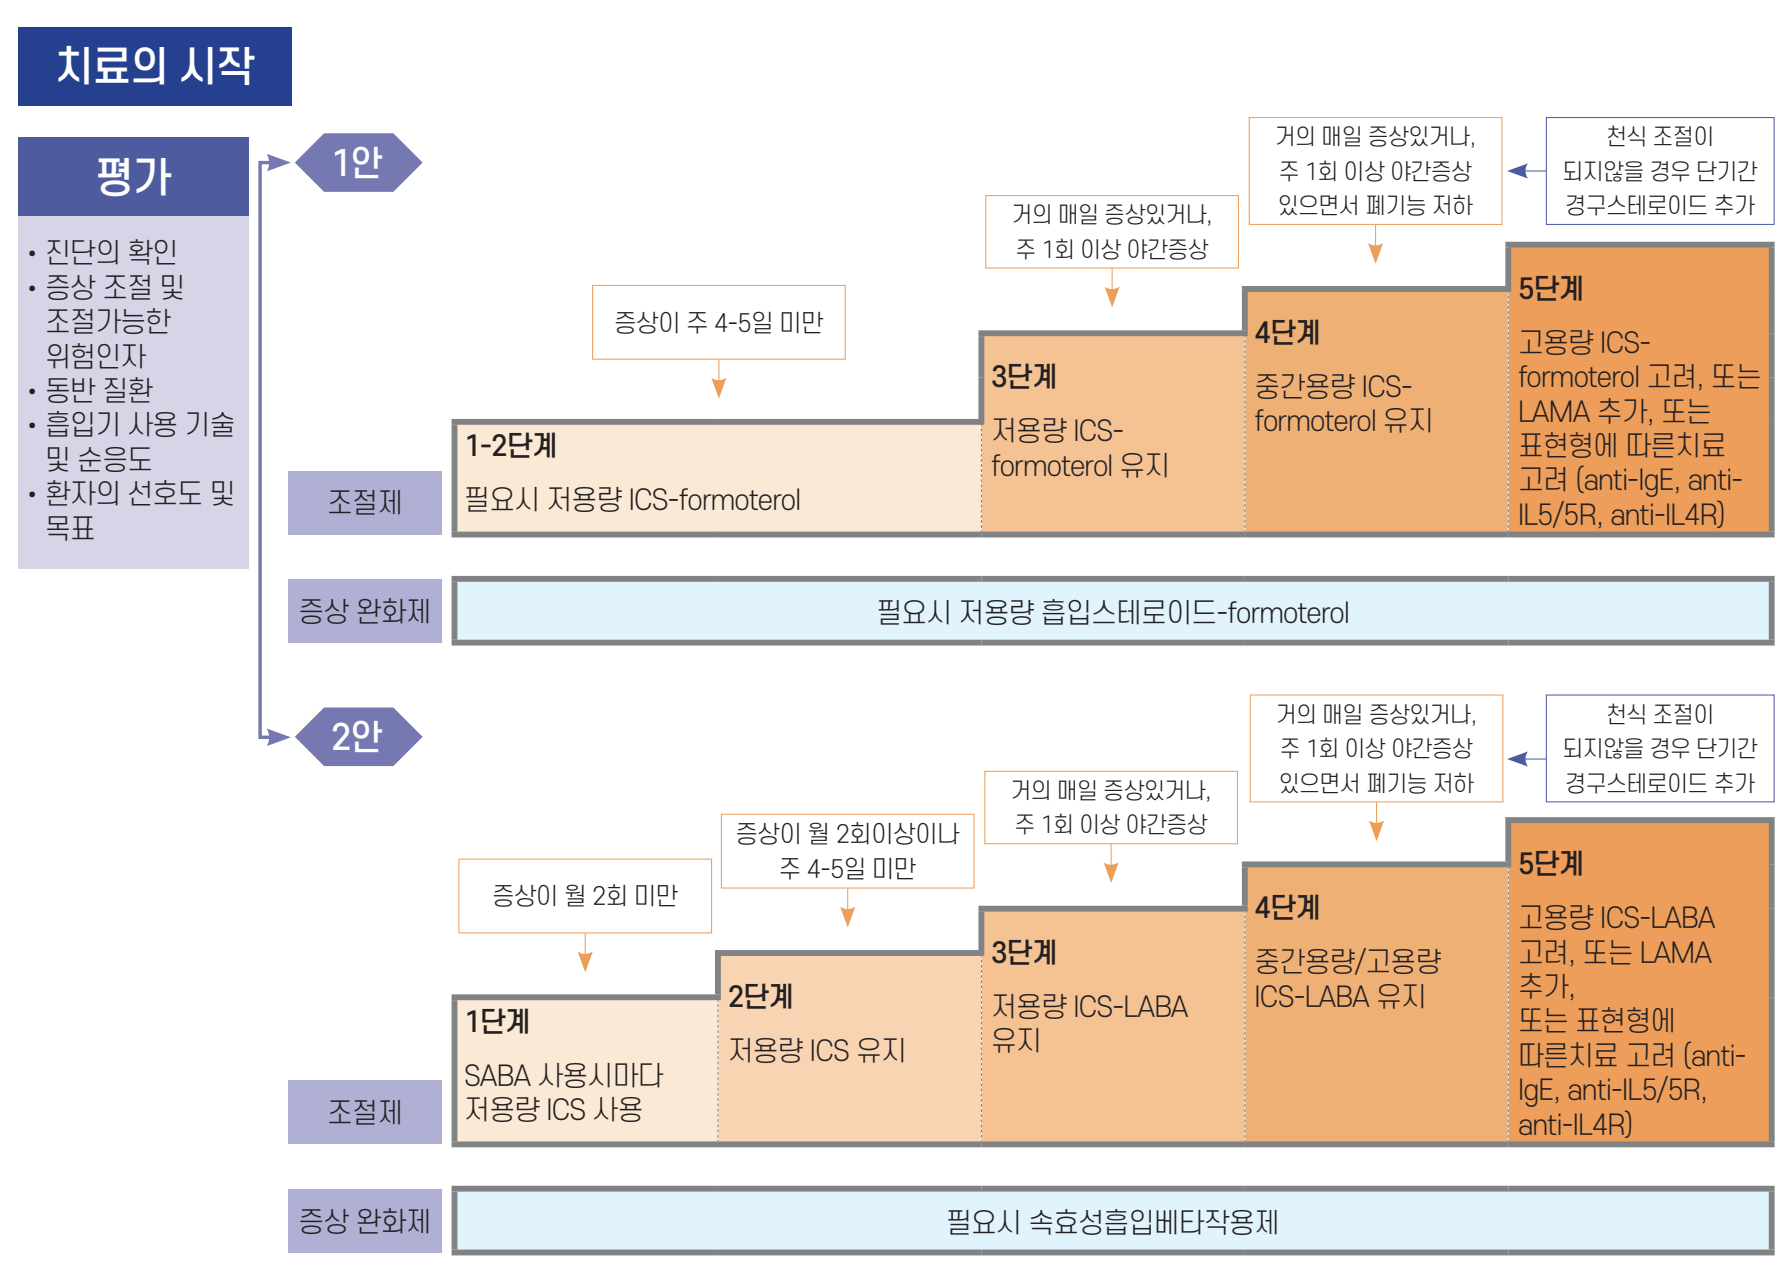 치료의 시작
평가
• 진단의 확인
• 증상 조절 및
조절가능한
위험인자
• 동반 질환
• 흡입기 사용 기술
및 순응도
• 환자의 선호도 및
목표
1안
증상이 주 4-5일 미만
거의 매일 증상있거나,
주 1회 이상 야간증상
거의 매일 증상있거나,
주 1회 이상 야간증상
있으면서 폐기능 저하
천식 조절이
되지않을 경우 단기간
경구스테로이드 추가
조절제
1-2단계
필요시 저용량 ICS-formoterol
3단계
저용량 ICS-
formoterol 유지
4단계
중간용량 ICS-
formoterol 유지
5단계
고용량 ICS-
formoterol 고려, 또는
LAMA 추가, 또는
표현형에 따른치료
고려 (anti-IgE, anti-
IL5/5R, anti-IL4R)
증상 완화제
필요시 저용량 흡입스테로이드-formoterol
2안
증상이 월 2회 미만
증상이 월 2회이상이나
주 4-5일 미만
거의 매일 증상있거나,
주 1회 이상 야간증상
거의 매일 증상있거나,
주 1회 이상 야간증상
있으면서 폐기능 저하
천식 조절이
되지않을 경우 단기간
경구스테로이드 추가
조절제
1단계
SABA 사용시마다
저용량 ICS 사용
2단계
저용량 ICS 유지
3단계
저용량 ICS-LABA
유지
4단계
중간용량/고용량
ICS-LABA 유지
5단계
고용량 ICS-LABA
고려, 또는 LAMA
추가,
또는 표현형에
따른치료 고려 (anti-
IgE, anti-IL5/5R,
anti-IL4R)
증상 완화제
필요시 속효성흡입베타작용제